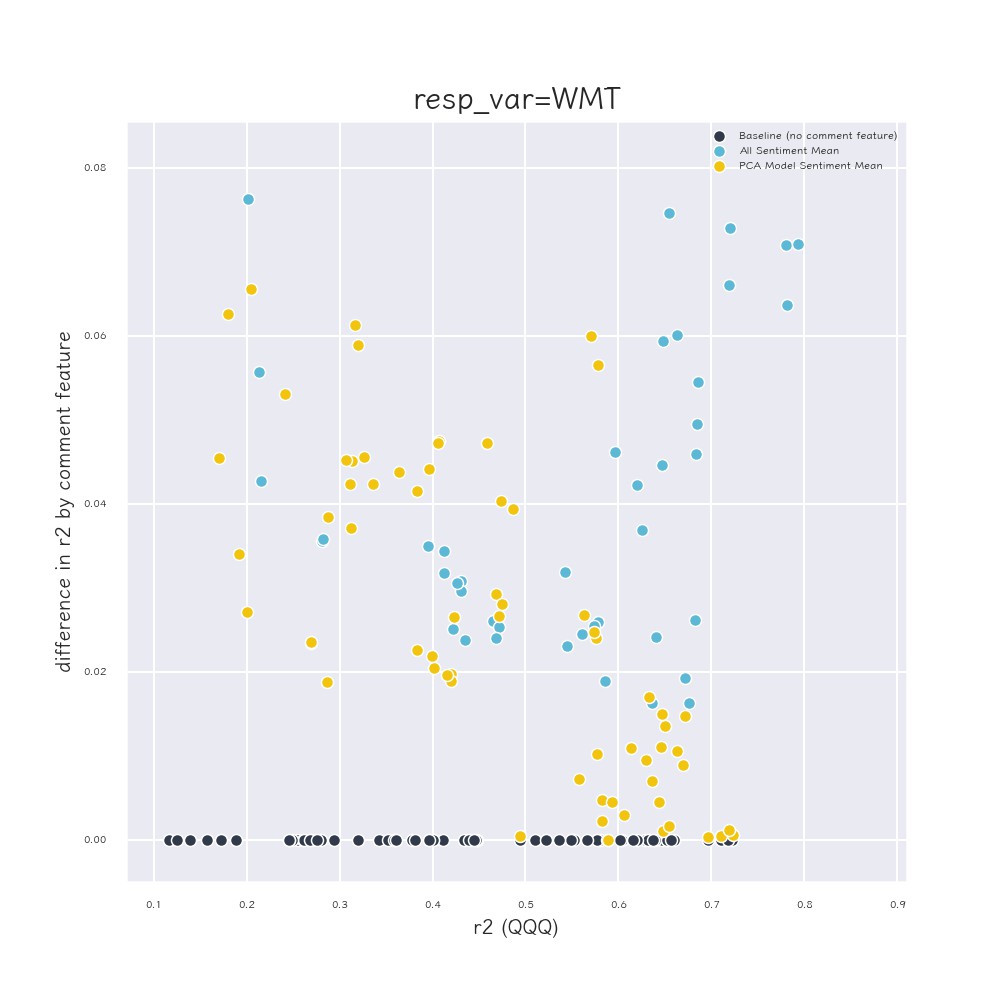 resp_var=WMT
Baseline (no comment feature)
All Sentiment Mean
PCA Model Sentiment Mean
difference in r2 by comment feature
0.08
0.06
0.04
0.02
0.00
0.1 0.2 0.3 0.4 0.5 0.6 0.7 0.8 0.9
r2 (QQQ)